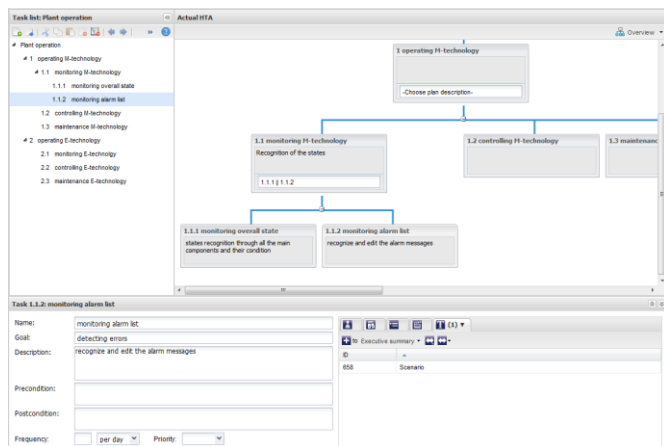 Task list: Plant operation
Actual HTA
Overview
Plant operation
1 operating M-technology
1.1 monitoring M-technology
1.1.1 monitoring overall state
1.1.2 monitoring alarm list
1.2 controlling M-technology
1.3 maintenance M-technology
2 operating E-technology
2.1 monitoring E-technolgy
2.2 controlling E-technology
2.3 maintenance E-technology
1 operating M-technology
-Choose plan description-
1.1 monitoring M-technology
Recognition of the states
1.1.1 || 1.1.2
1.2 controlling M-technology
1.3 maintenanc
1.1.1 monitoring overall state
states recognition through all the main
components and their condition
1.1.2 monitoring alarm list
recognize and edit the alarm messages
Task 1.1.2: monitoring alarm list
Name: monitoring alarm list
Goal: detecting errors
Description: recognize and edit the alarm messages
Precondition:
Postcondition:
Frequency: per day Priority:
(1)
to Executive summary
ID
658 Scenario